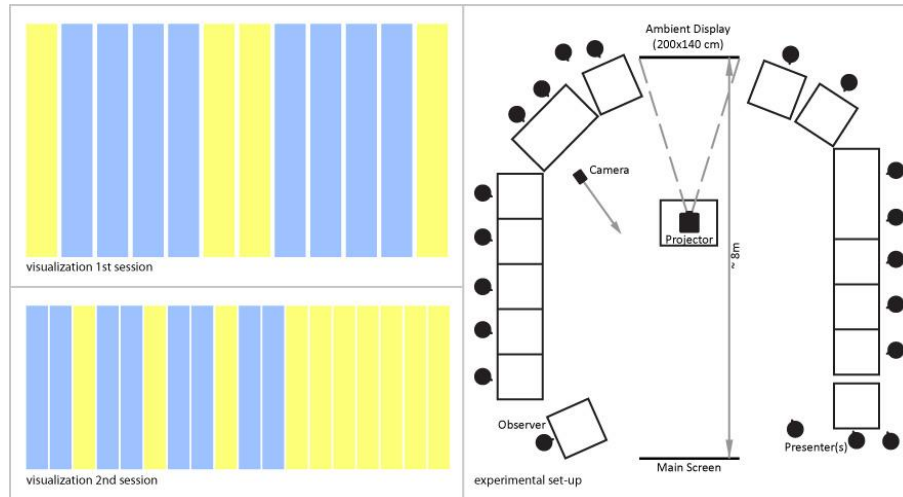 visualization 1st session
visualization 2nd session
Ambient Display
(200x140 cm)
Camera
Projector
~ 8m
Observer
Presenter(s)
Main Screen
experimental set-up